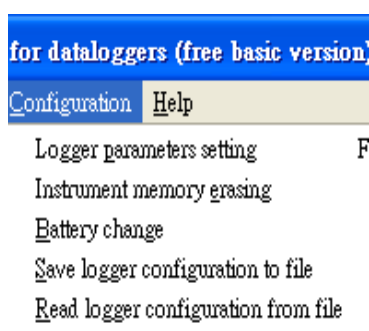 for dataloggers (free basic version)
Configuration Help
Logger parameters setting F
Instrument memory erasing
Battery change
Save logger configuration to file
Read logger configuration from file